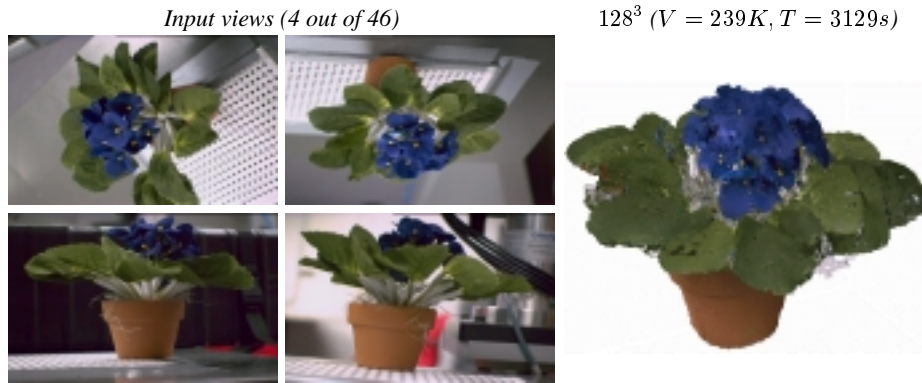 Input views (4 out of 46)
128³ (V = 239K, T = 3129s)